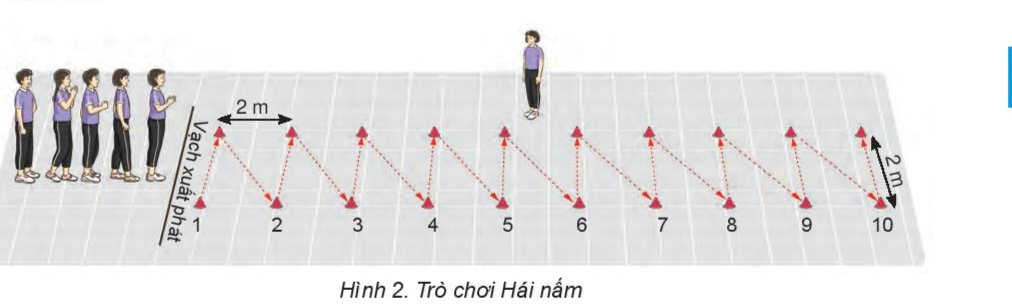 2 m
Vạch xuất phát
2 m
1 2 3 4 5 6 7 8 9 10
Hình 2. Trò chơi Hái nấm